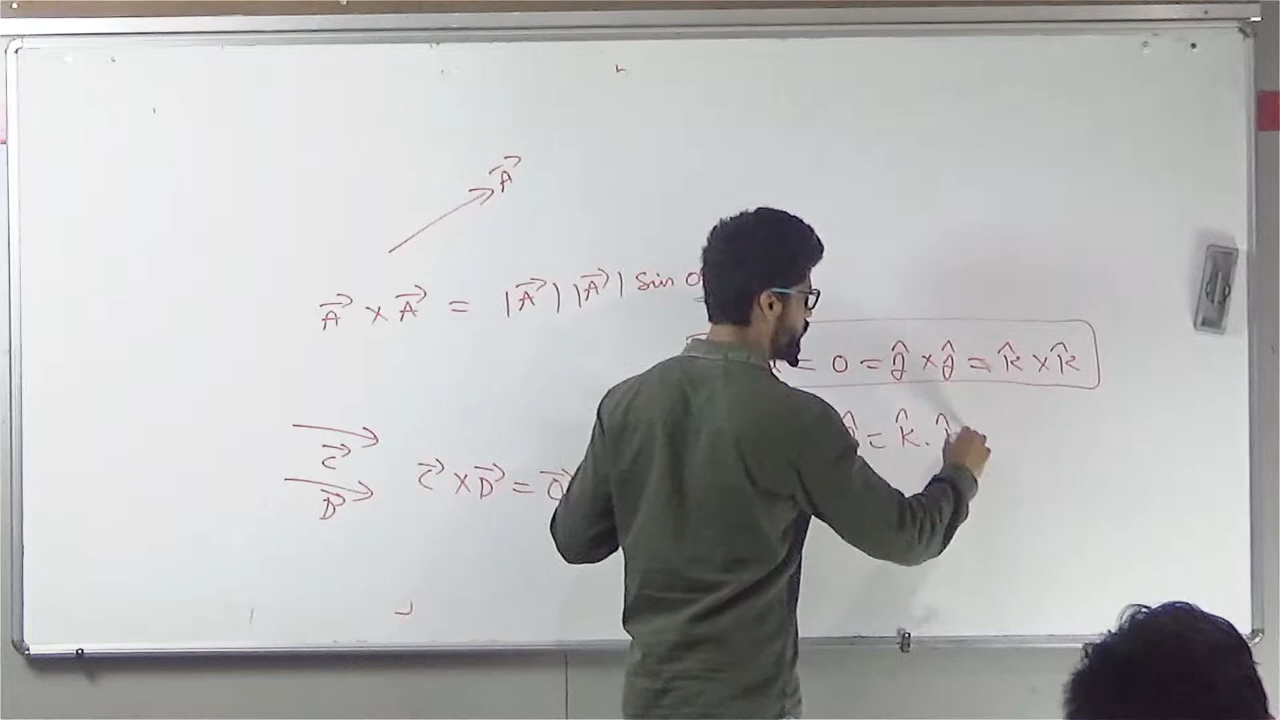 A⃗
A⃗ × A⃗ = |A⃗| |A⃗| Sin 0
= 0 = ĵ × ĵ = k̂ × k̂
= k̂ .
C⃗
D⃗
C⃗ × D⃗ = 0⃗